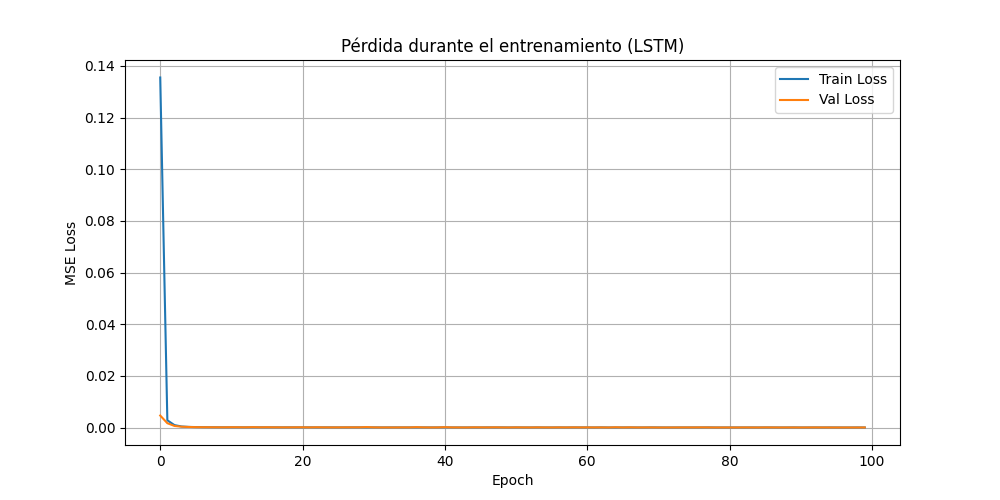 Pérdida durante el entrenamiento (LSTM)
Train Loss
Val Loss
MSE Loss
0.14
0.12
0.10
0.08
0.06
0.04
0.02
0.00
0
20
40
60
80
100
Epoch